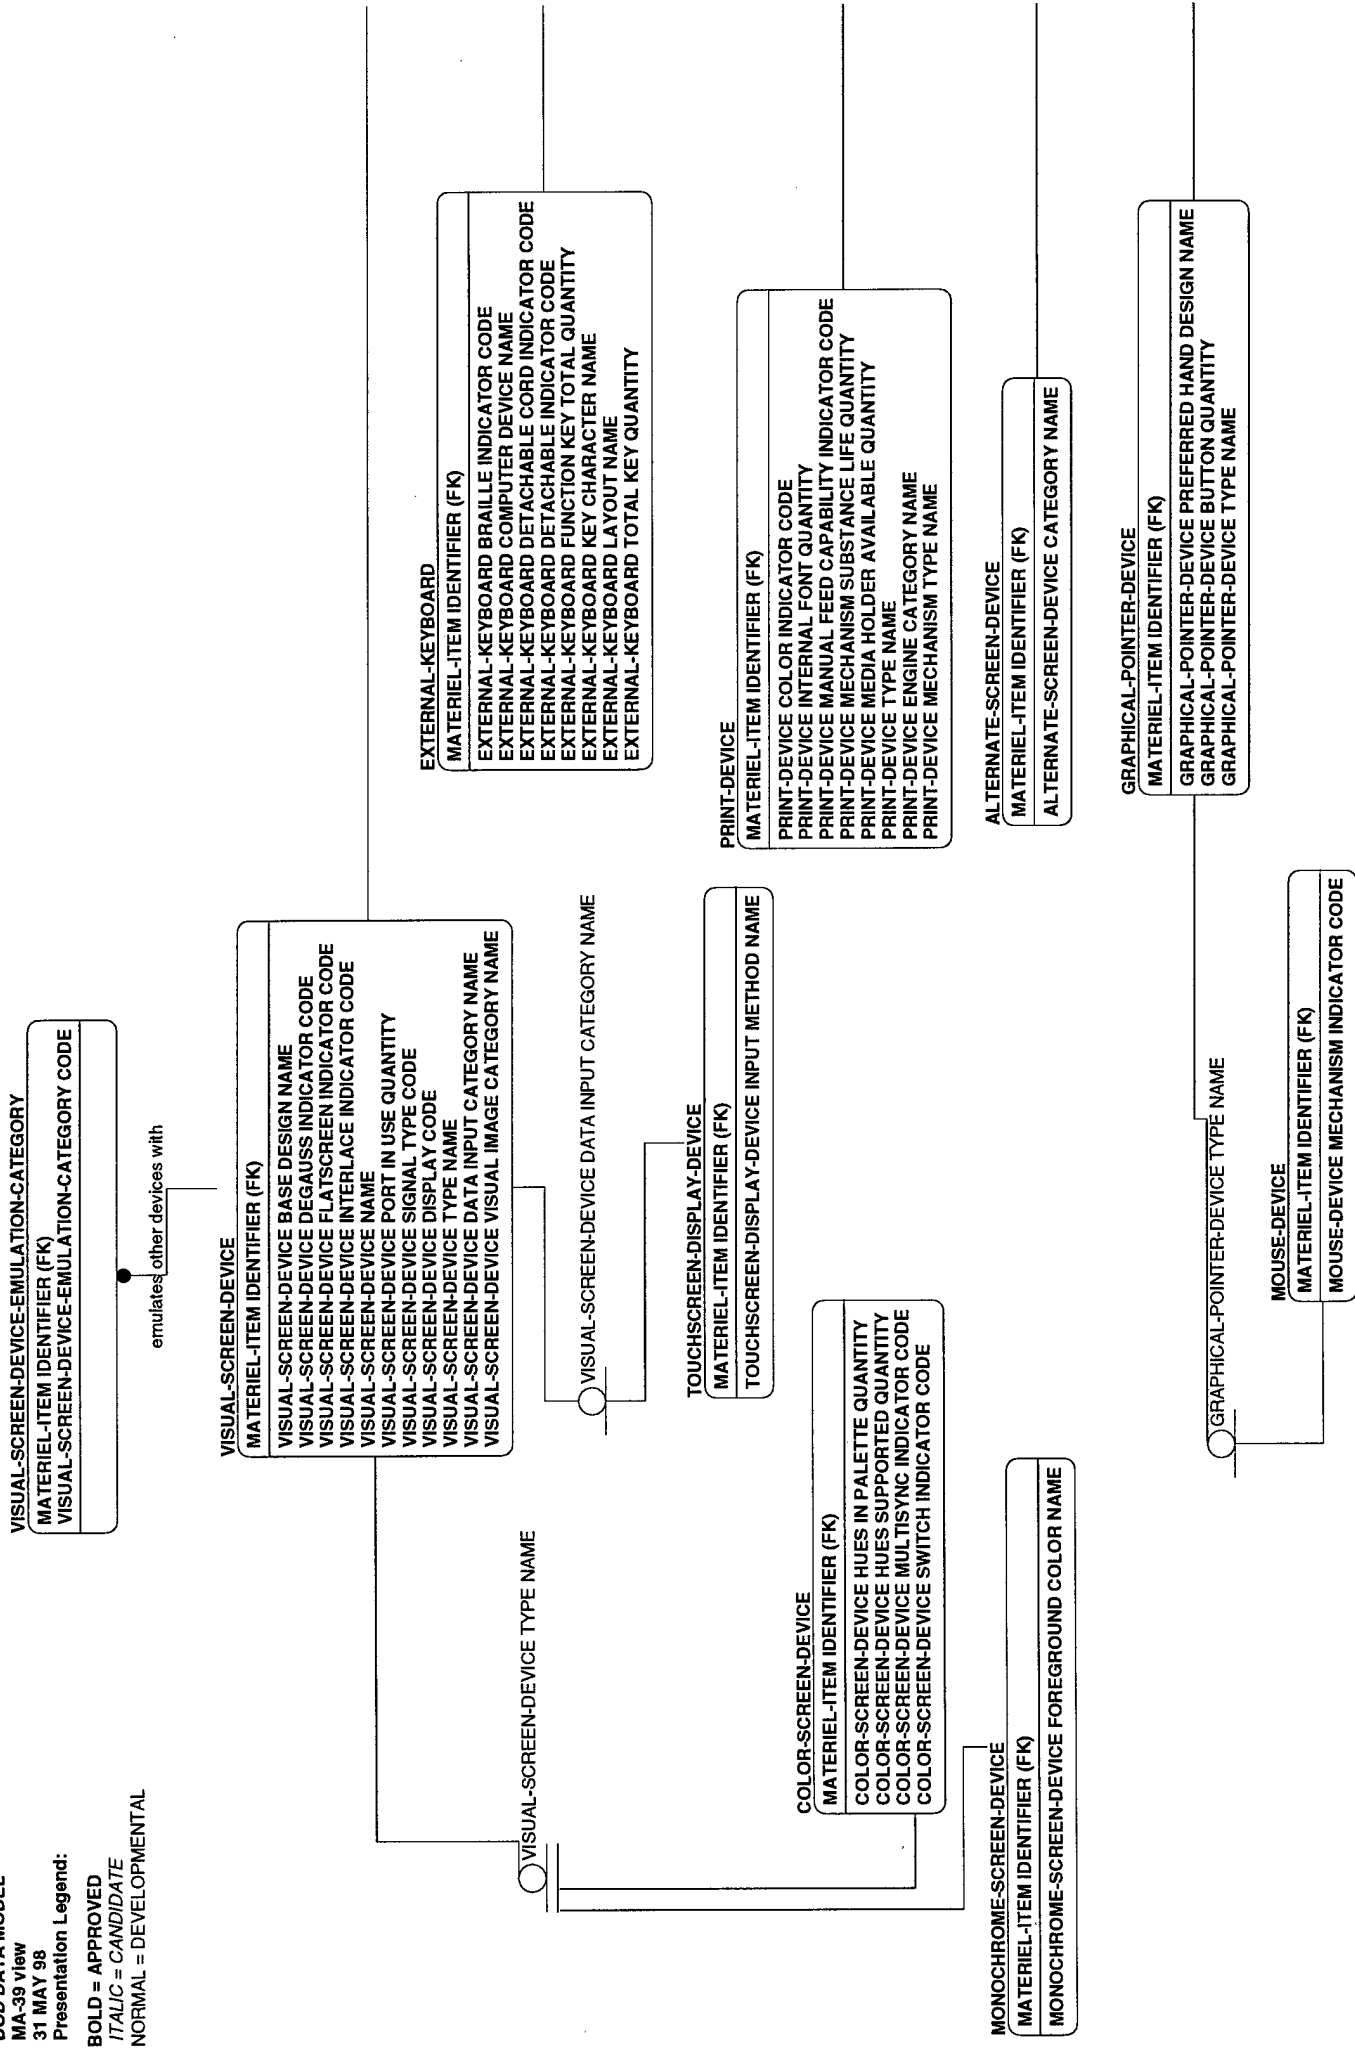 DOD DATA MODEL
MA-39 view
31 MAY 98
Presentation Legend:
BOLD = APPROVED
ITALIC = CANDIDATE
NORMAL = DEVELOPMENTAL
VISUAL-SCREEN-DEVICE-EMULATION-CATEGORY
MATERIEL-ITEM IDENTIFIER (FK)
VISUAL-SCREEN-DEVICE-EMULATION-CATEGORY CODE
emulates other devices with
VISUAL-SCREEN-DEVICE
MATERIEL-ITEM IDENTIFIER (FK)
VISUAL-SCREEN-DEVICE BASE DESIGN NAME
VISUAL-SCREEN-DEVICE DEGAUSS INDICATOR CODE
VISUAL-SCREEN-DEVICE FLATSCREEN INDICATOR CODE
VISUAL-SCREEN-DEVICE INTERLACE INDICATOR CODE
VISUAL-SCREEN-DEVICE NAME
VISUAL-SCREEN-DEVICE PORT IN USE QUANTITY
VISUAL-SCREEN-DEVICE SIGNAL TYPE CODE
VISUAL-SCREEN-DEVICE DISPLAY CODE
VISUAL-SCREEN-DEVICE TYPE NAME
VISUAL-SCREEN-DEVICE DATA INPUT CATEGORY NAME
VISUAL-SCREEN-DEVICE VISUAL IMAGE CATEGORY NAME
EXTERNAL-KEYBOARD
MATERIEL-ITEM IDENTIFIER (FK)
EXTERNAL-KEYBOARD BRAILLE INDICATOR CODE
EXTERNAL-KEYBOARD COMPUTER DEVICE NAME
EXTERNAL-KEYBOARD DETACHABLE CORD INDICATOR CODE
EXTERNAL-KEYBOARD DETACHABLE INDICATOR CODE
EXTERNAL-KEYBOARD FUNCTION KEY TOTAL QUANTITY
EXTERNAL-KEYBOARD KEY CHARACTER NAME
EXTERNAL-KEYBOARD LAYOUT NAME
EXTERNAL-KEYBOARD TOTAL KEY QUANTITY
VISUAL-SCREEN-DEVICE TYPE NAME
VISUAL-SCREEN-DEVICE DATA INPUT CATEGORY NAME
TOUCHSCREEN-DISPLAY-DEVICE
MATERIEL-ITEM IDENTIFIER (FK)
TOUCHSCREEN-DISPLAY-DEVICE INPUT METHOD NAME
PRINT-DEVICE
MATERIEL-ITEM IDENTIFIER (FK)
PRINT-DEVICE COLOR INDICATOR CODE
PRINT-DEVICE INTERNAL FONT QUANTITY
PRINT-DEVICE MANUAL FEED CAPABILITY INDICATOR CODE
PRINT-DEVICE MECHANISM SUBSTANCE LIFE QUANTITY
PRINT-DEVICE MEDIA HOLDER AVAILABLE QUANTITY
PRINT-DEVICE TYPE NAME
PRINT-DEVICE ENGINE CATEGORY NAME
PRINT-DEVICE MECHANISM TYPE NAME
COLOR-SCREEN-DEVICE
MATERIEL-ITEM IDENTIFIER (FK)
COLOR-SCREEN-DEVICE HUES IN PALETTE QUANTITY
COLOR-SCREEN-DEVICE HUES SUPPORTED QUANTITY
COLOR-SCREEN-DEVICE MULTISYNC INDICATOR CODE
COLOR-SCREEN-DEVICE SWITCH INDICATOR CODE
MONOCHROME-SCREEN-DEVICE
MATERIEL-ITEM IDENTIFIER (FK)
MONOCHROME-SCREEN-DEVICE FOREGROUND COLOR NAME
ALTERNATE-SCREEN-DEVICE
MATERIEL-ITEM IDENTIFIER (FK)
ALTERNATE-SCREEN-DEVICE CATEGORY NAME
GRAPHICAL-POINTER-DEVICE
MATERIEL-ITEM IDENTIFIER (FK)
GRAPHICAL-POINTER-DEVICE PREFERRED HAND DESIGN NAME
GRAPHICAL-POINTER-DEVICE BUTTON QUANTITY
GRAPHICAL-POINTER-DEVICE TYPE NAME
GRAPHICAL-POINTER-DEVICE TYPE NAME
MOUSE-DEVICE
MATERIEL-ITEM IDENTIFIER (FK)
MOUSE-DEVICE MECHANISM INDICATOR CODE